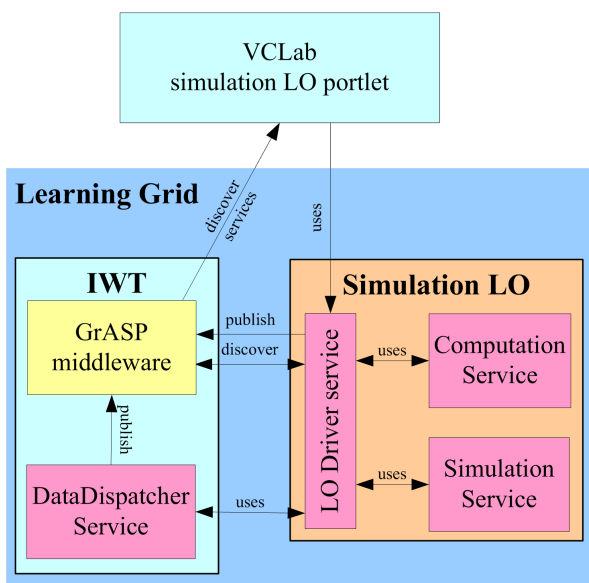 VCLab
simulation LO portlet
discover
services
uses
Learning Grid
IWT
GrASP
middleware
publish
DataDispatcher
Service
publish
discover
uses
Simulation LO
LO Driver service
uses
Computation
Service
uses
Simulation
Service